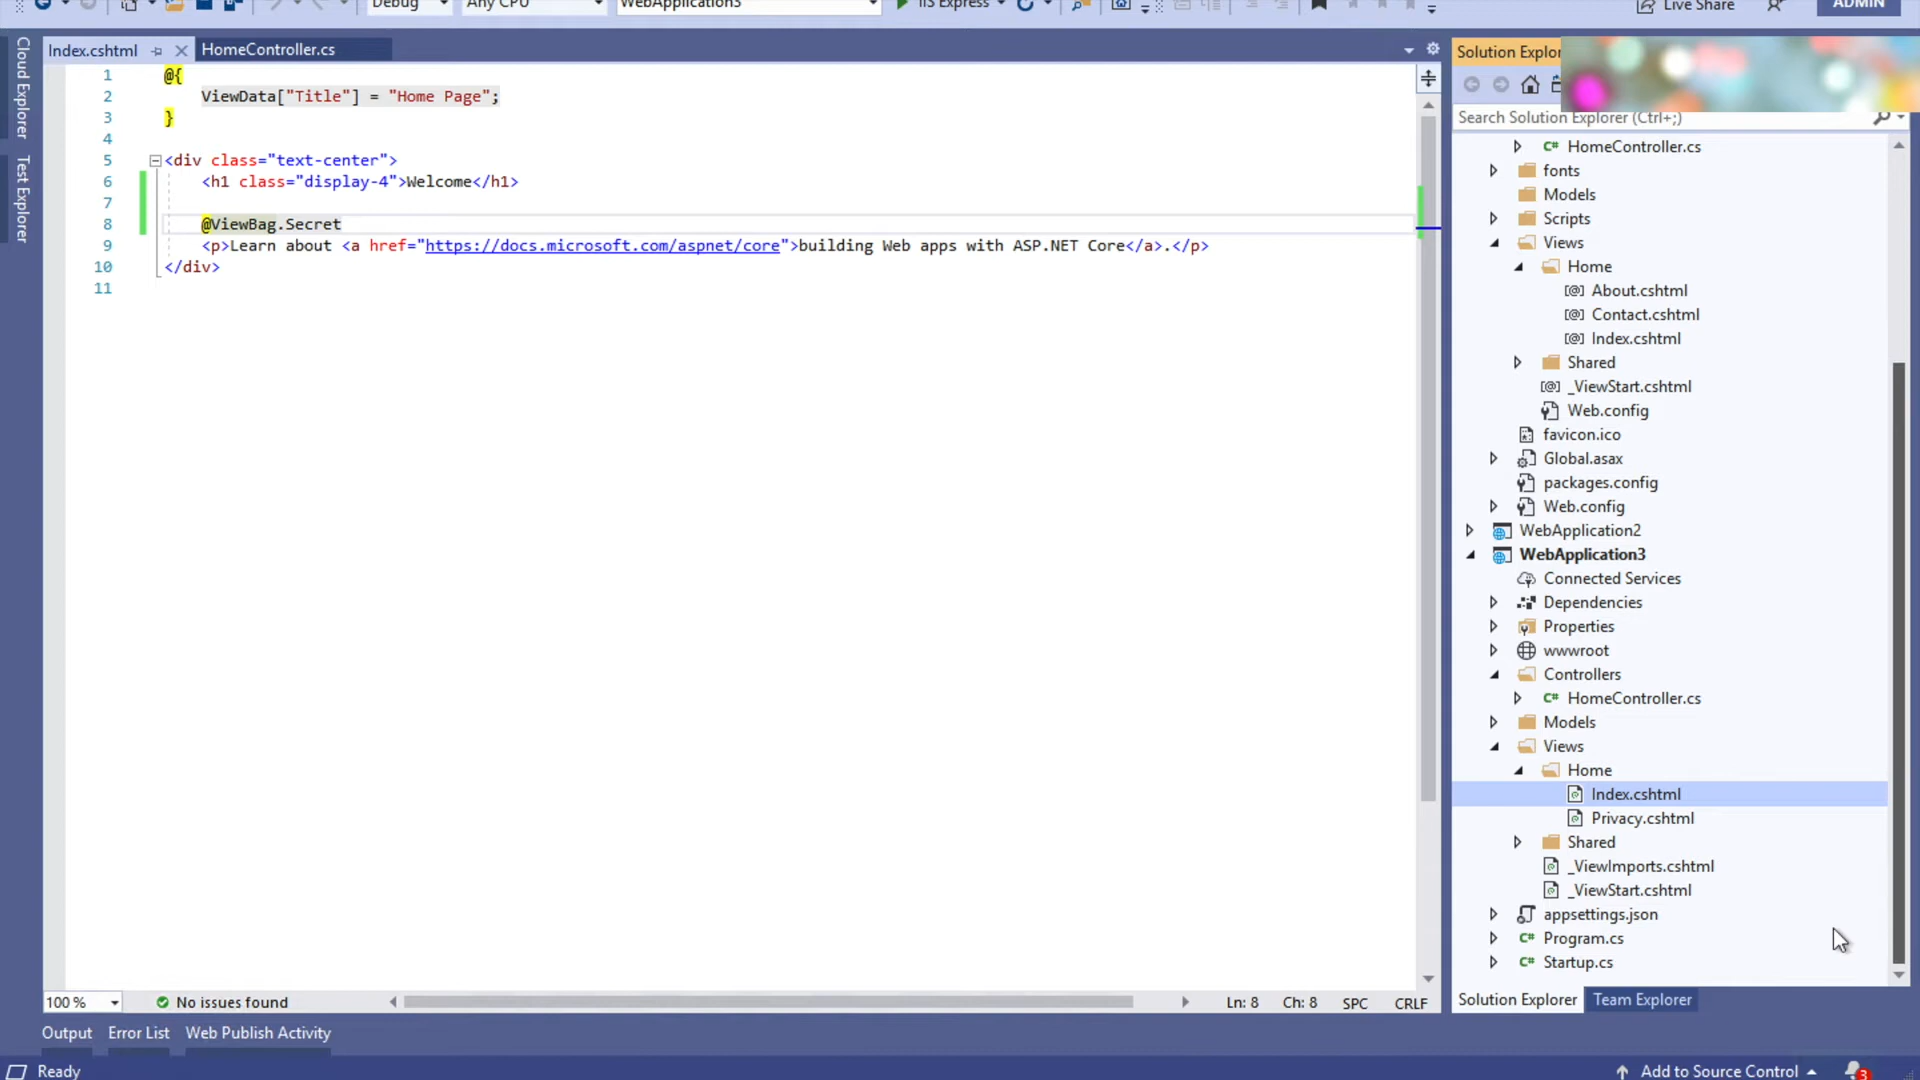 Debug
Any CPU
WebApplication3
IIS Express
Live Share
ADMIN
Cloud Explorer
Test Explorer
Index.cshtml
HomeController.cs
1 @{
2 ViewData["Title"] = "Home Page";
3 }
4
5 <div class="text-center">
6 <h1 class="display-4">Welcome</h1>
7
8 @ViewBag.Secret
9 <p>Learn about <a href="https://docs.microsoft.com/aspnet/core">building Web apps with ASP.NET Core</a>.</p>
10 </div>
11
100 %
No issues found
Ln: 8
Ch: 8
SPC
CRLF
Solution Explo
Search Solution Explorer (Ctrl+;)
C# HomeController.cs
fonts
Models
Scripts
Views
Home
[@] About.cshtml
[@] Contact.cshtml
[@] Index.cshtml
Shared
[@] _ViewStart.cshtml
Web.config
favicon.ico
Global.asax
packages.config
Web.config
WebApplication2
WebApplication3
Connected Services
Dependencies
Properties
wwwroot
Controllers
C# HomeController.cs
Models
Views
Home
Index.cshtml
Privacy.cshtml
Shared
_ViewImports.cshtml
_ViewStart.cshtml
appsettings.json
C# Program.cs
C# Startup.cs
Solution Explorer
Team Explorer
Output
Error List
Web Publish Activity
Ready
Add to Source Control
3